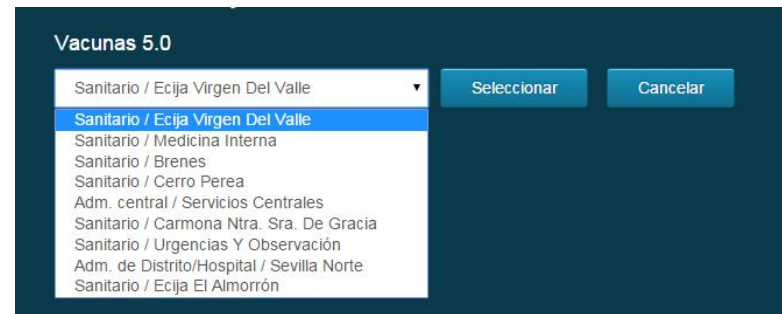 Vacunas 5.0
Sanitario / Ecija Virgen Del Valle Seleccionar Cancelar
Sanitario / Ecija Virgen Del Valle
Sanitario / Medicina Interna
Sanitario / Brenes
Sanitario / Cerro Perea
Adm. central / Servicios Centrales
Sanitario / Carmona Ntra. Sra. De Gracia
Sanitario / Urgencias Y Observación
Adm. de Distrito/Hospital / Sevilla Norte
Sanitario / Ecija El Almorrón